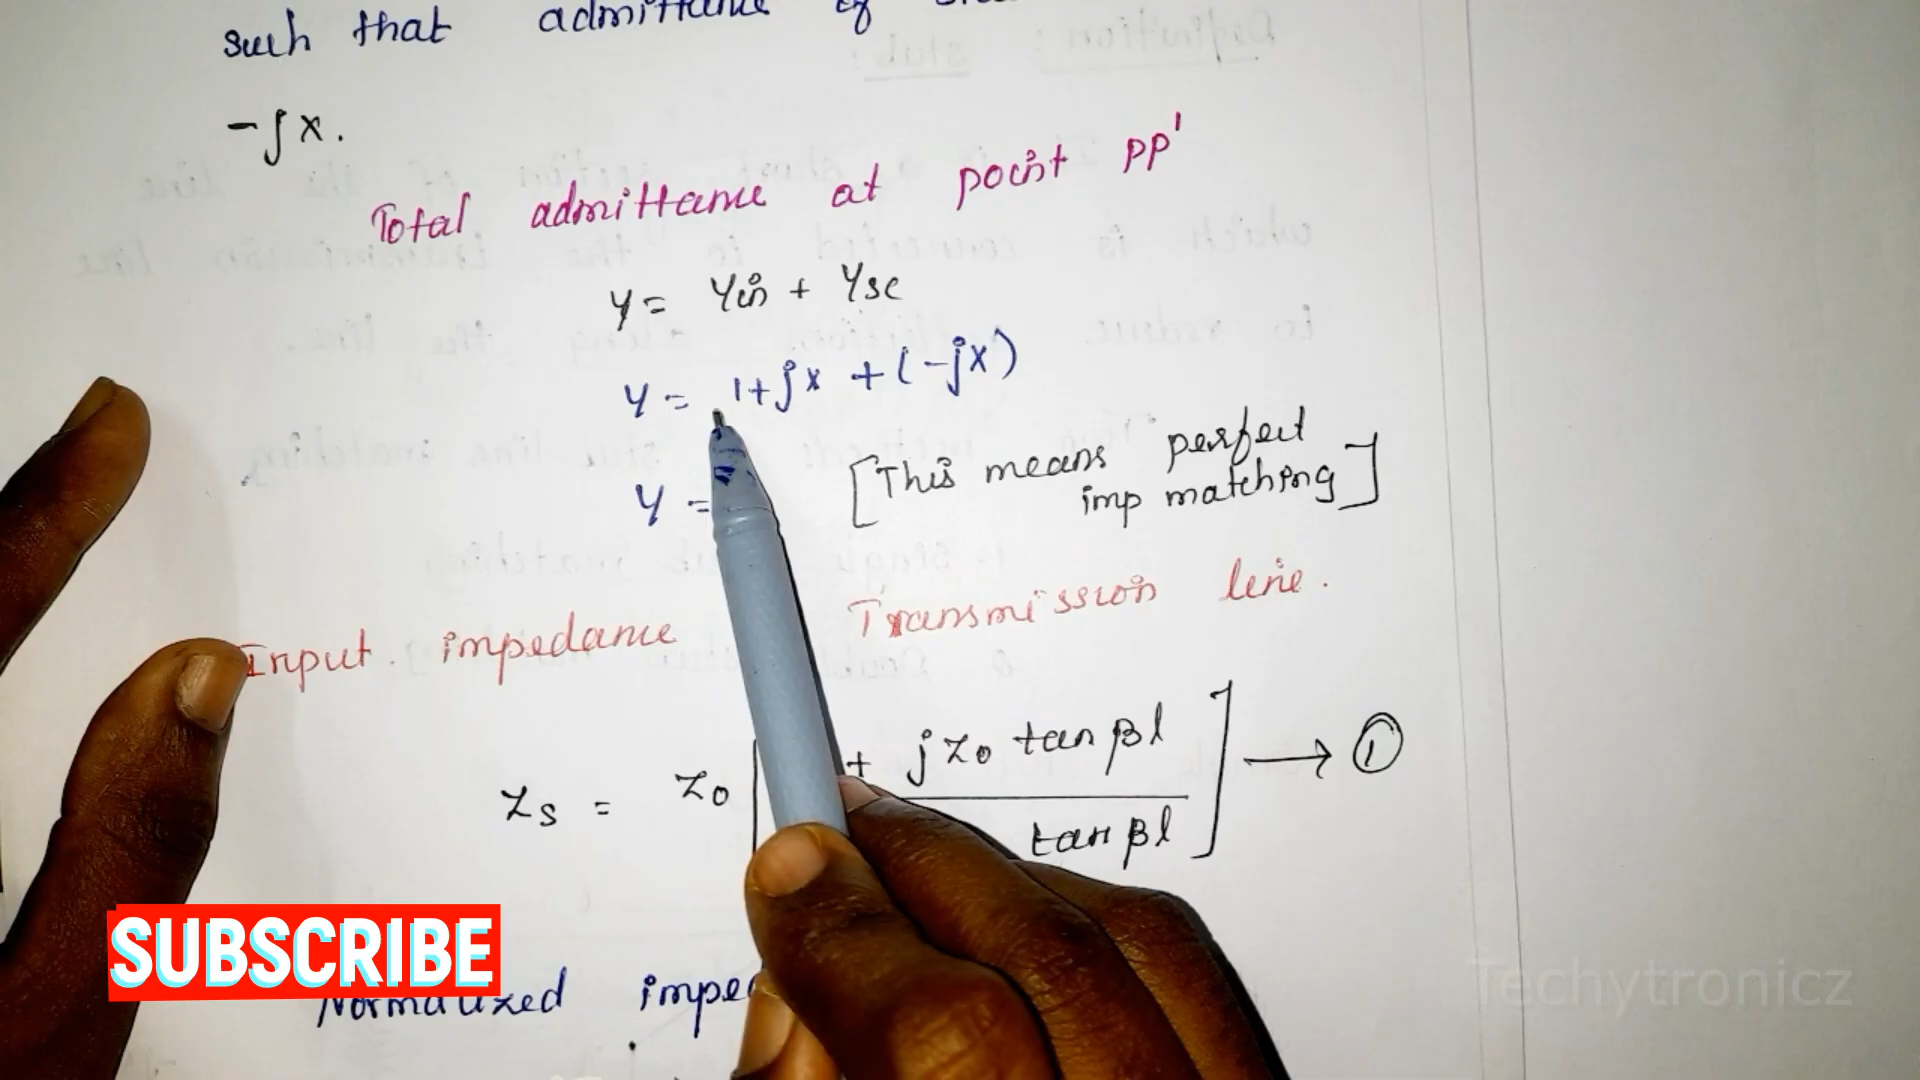 such that admittance of
-jx.
Total admittance at point PP'
Y = Yin + Ysc
Y = 1+jx + (-jx)
Y =
[This means perfect
imp matching]
Input impedance Transmission line.
Zs = Z0 [ + jZ0 tan βl
tan βl ] → ①
SUBSCRIBE
Normalized
Techytronicz